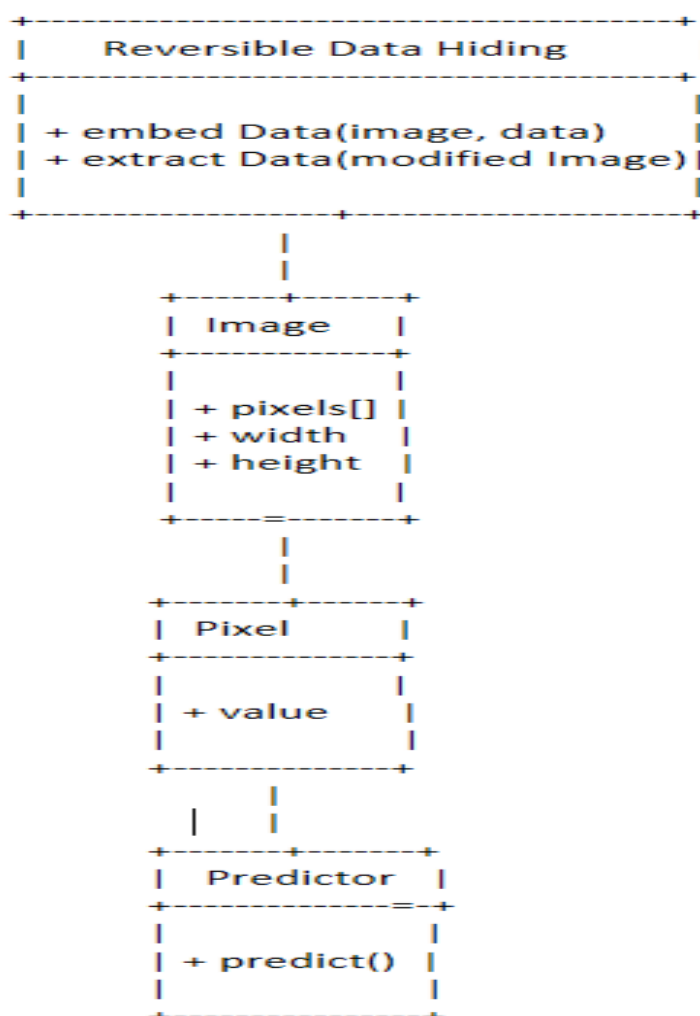 Reversible Data Hiding
+ embed Data(image, data)
+ extract Data(modified Image)
Image
+ pixels[]
+ width
+ height
Pixel
+ value
Predictor
+ predict()